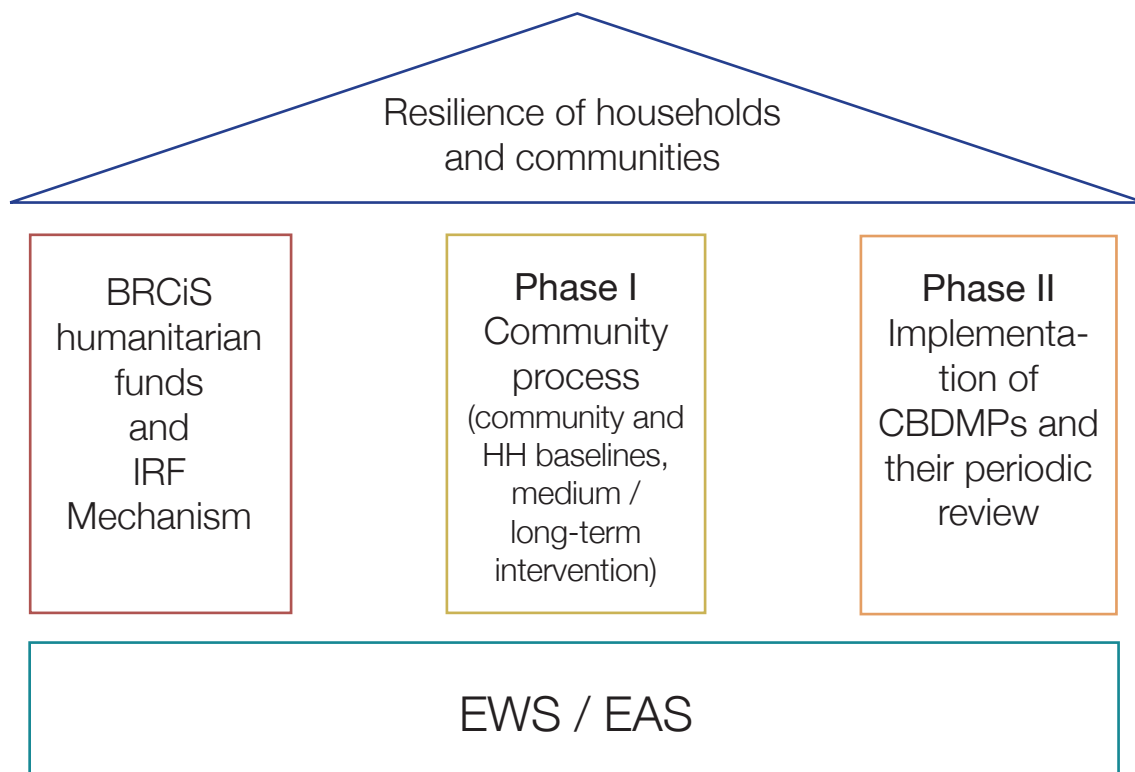 Resilience of households
and communities
BRCiS
humanitarian
funds
and
IRF
Mechanism
Phase I
Community
process
(community and
HH baselines,
medium /
long-term
intervention)
Phase II
Implementa-
tion of
CBDMPs and
their periodic
review
EWS / EAS